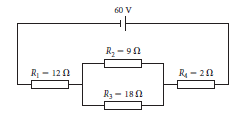 60 V
R₂ = 9 Ω
R₁ = 12 Ω
R₄ = 2 Ω
R₃ = 18 Ω